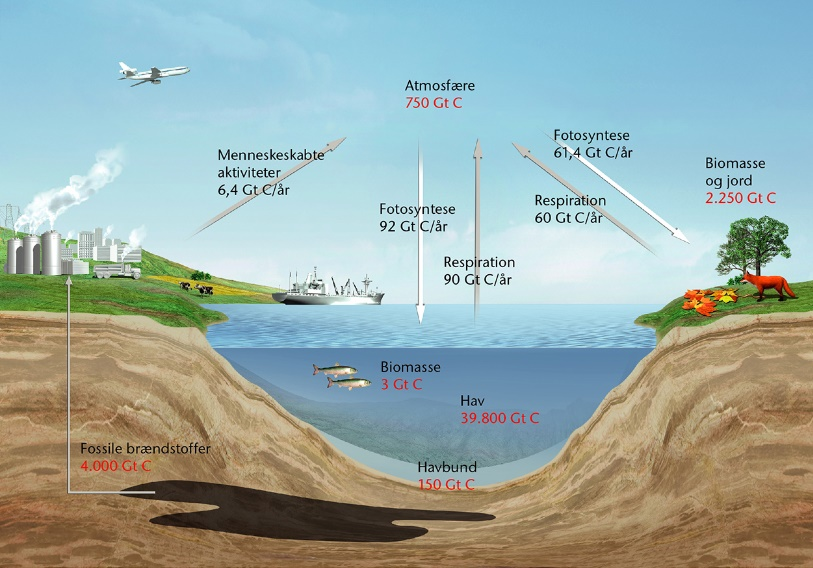 Atmosfære
750 Gt C
Menneskeskabte
aktiviteter
6,4 Gt C/år
Fotosyntese
92 Gt C/år
Respiration
90 Gt C/år
Fotosyntese
61,4 Gt C/år
Respiration
60 Gt C/år
Biomasse
og jord
2.250 Gt C
Biomasse
3 Gt C
Hav
39.800 Gt C
Havbund
150 Gt C
Fossile brændstoffer
4.000 Gt C